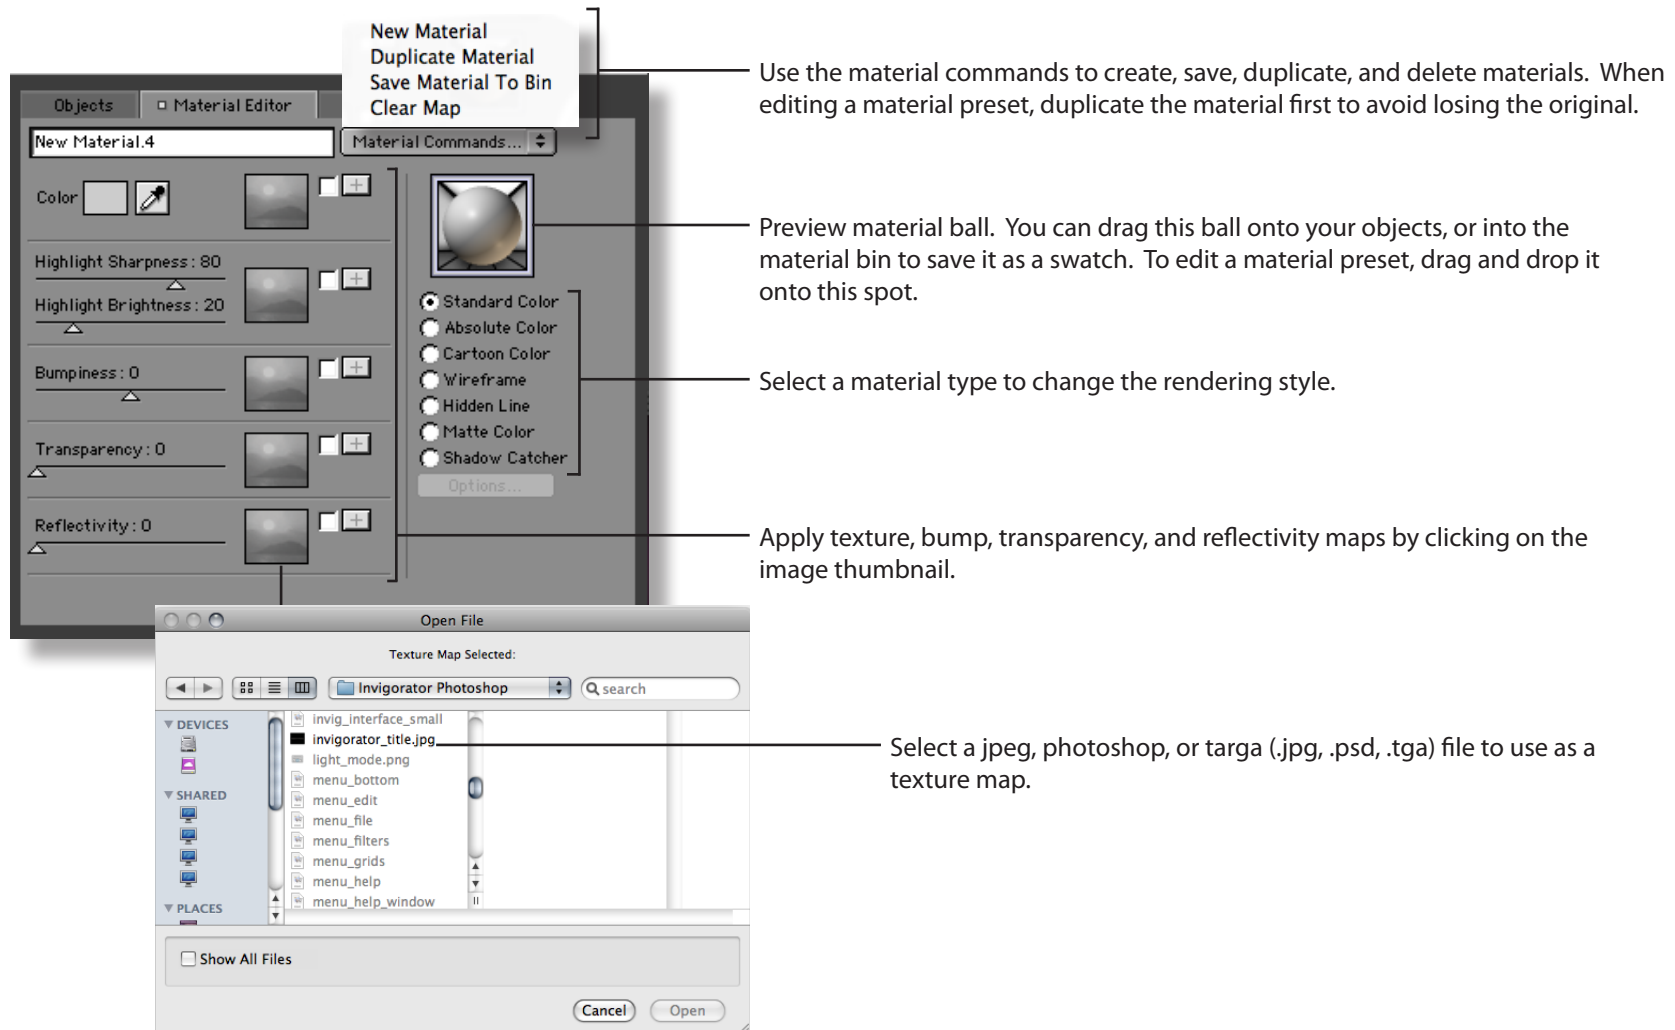 New Material
Duplicate Material
Save Material To Bin
Clear Map
Use the material commands to create, save, duplicate, and delete materials.  When
editing a material preset, duplicate the material first to avoid losing the original.
Objects
Material Editor
New Material.4
Material Commands...
Color
Highlight Sharpness: 80
Highlight Brightness: 20
Bumpiness: 0
Transparency: 0
Reflectivity: 0
Preview material ball.  You can drag this ball onto your objects, or into the
material bin to save it as a swatch.  To edit a material preset, drag and drop it
onto this spot.
Standard Color
Absolute Color
Cartoon Color
Wireframe
Hidden Line
Matte Color
Shadow Catcher
Options...
Select a material type to change the rendering style.
Apply texture, bump, transparency, and reflectivity maps by clicking on the
image thumbnail.
Open File
Texture Map Selected:
Invigorator Photoshop
search
DEVICES
SHARED
PLACES
invig_interface_small
invigorator_title.jpg
light_mode.png
menu_bottom
menu_edit
menu_file
menu_filters
menu_grids
menu_help
menu_help_window
Select a jpeg, photoshop, or targa (.jpg, .psd, .tga) file to use as a
texture map.
Show All Files
Cancel
Open